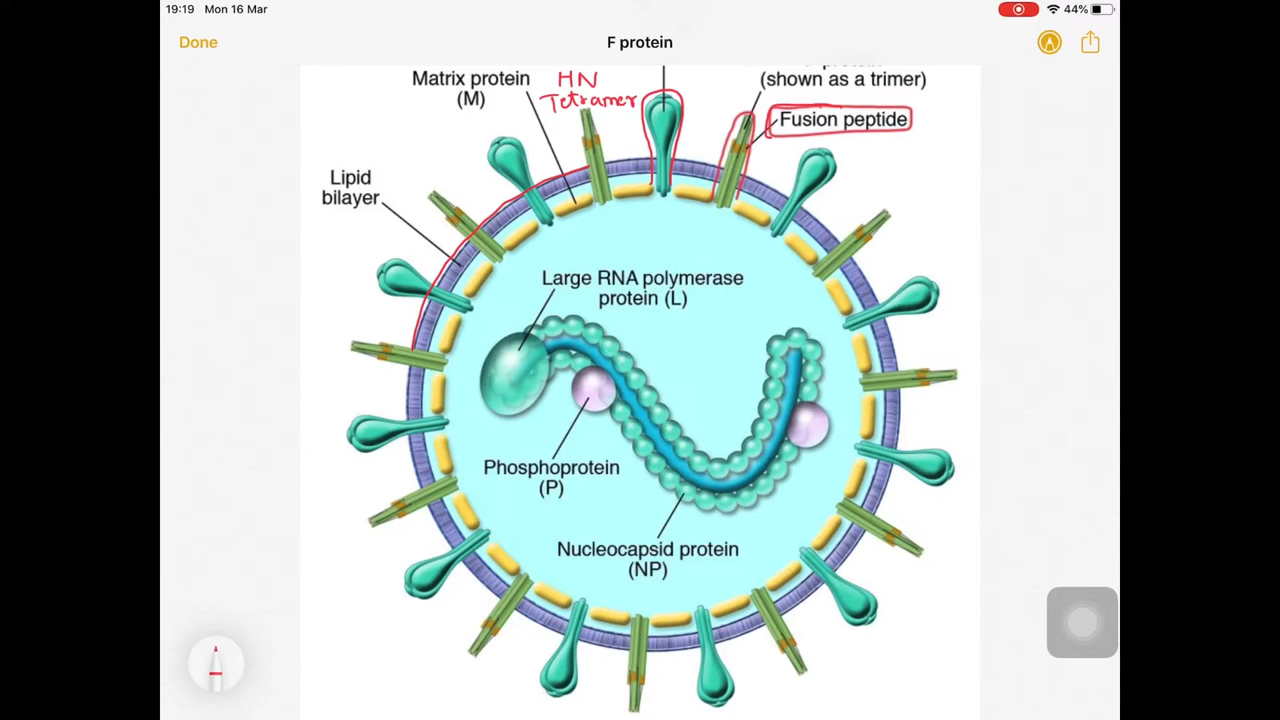 19:19 Mon 16 Mar
44%
Done
F protein
Matrix protein
(M)
HN
Tetramer
(shown as a trimer)
Fusion peptide
Lipid
bilayer
Large RNA polymerase
protein (L)
Phosphoprotein
(P)
Nucleocapsid protein
(NP)